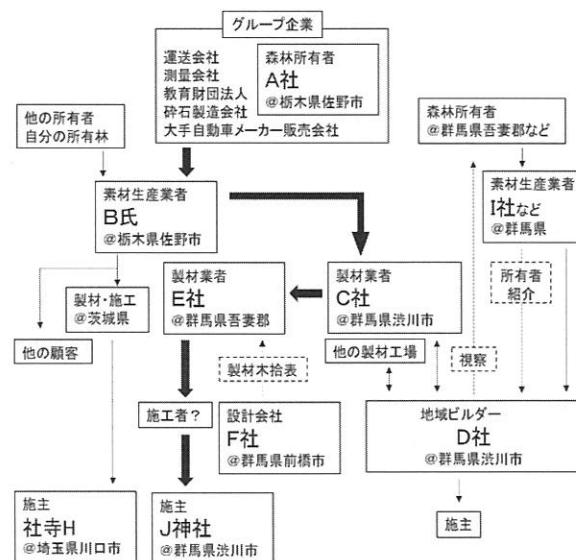 グループ企業
運送会社
測量会社
教育財団法人
砕石製造会社
大手自動車メーカー販売会社
森林所有者
A社
@栃木県佐野市
他の所有者
自分の所有林
森林所有者
@群馬県吾妻郡など
素材生産業者
B氏
@栃木県佐野市
素材生産業者
I社など
@群馬県
製材・施工
@茨城県
製材業者
E社
@群馬県吾妻郡
製材業者
C社
@群馬県渋川市
所有者
紹介
他の顧客
他の製材工場
視察
製材木拾表
施工者?
設計会社
F社
@群馬県前橋市
地域ビルダー
D社
@群馬県渋川市
施主
社寺H
@埼玉県川口市
施主
J神社
@群馬県渋川市
施主